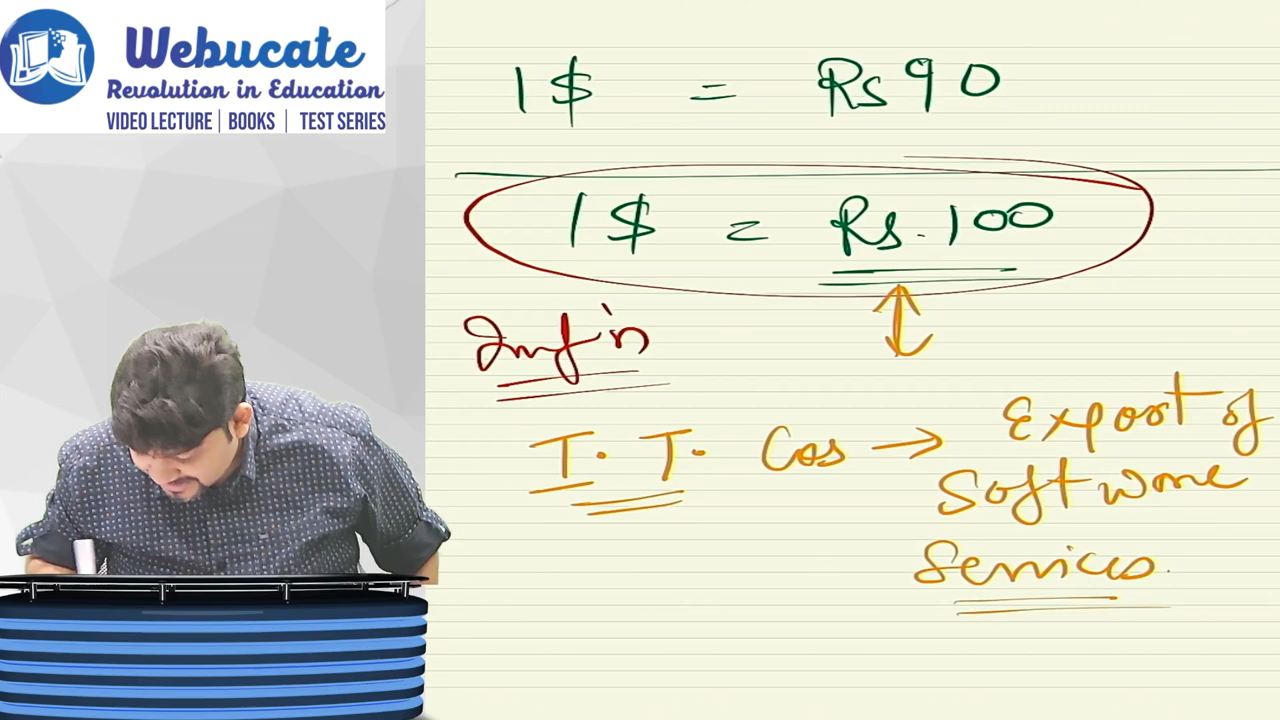 Webucate
Revolution in Education
VIDEO LECTURE | BOOKS | TEST SERIES
1 $ = Rs 90
1 $ = Rs. 100
I. T. Cos → Export of
Software
Services